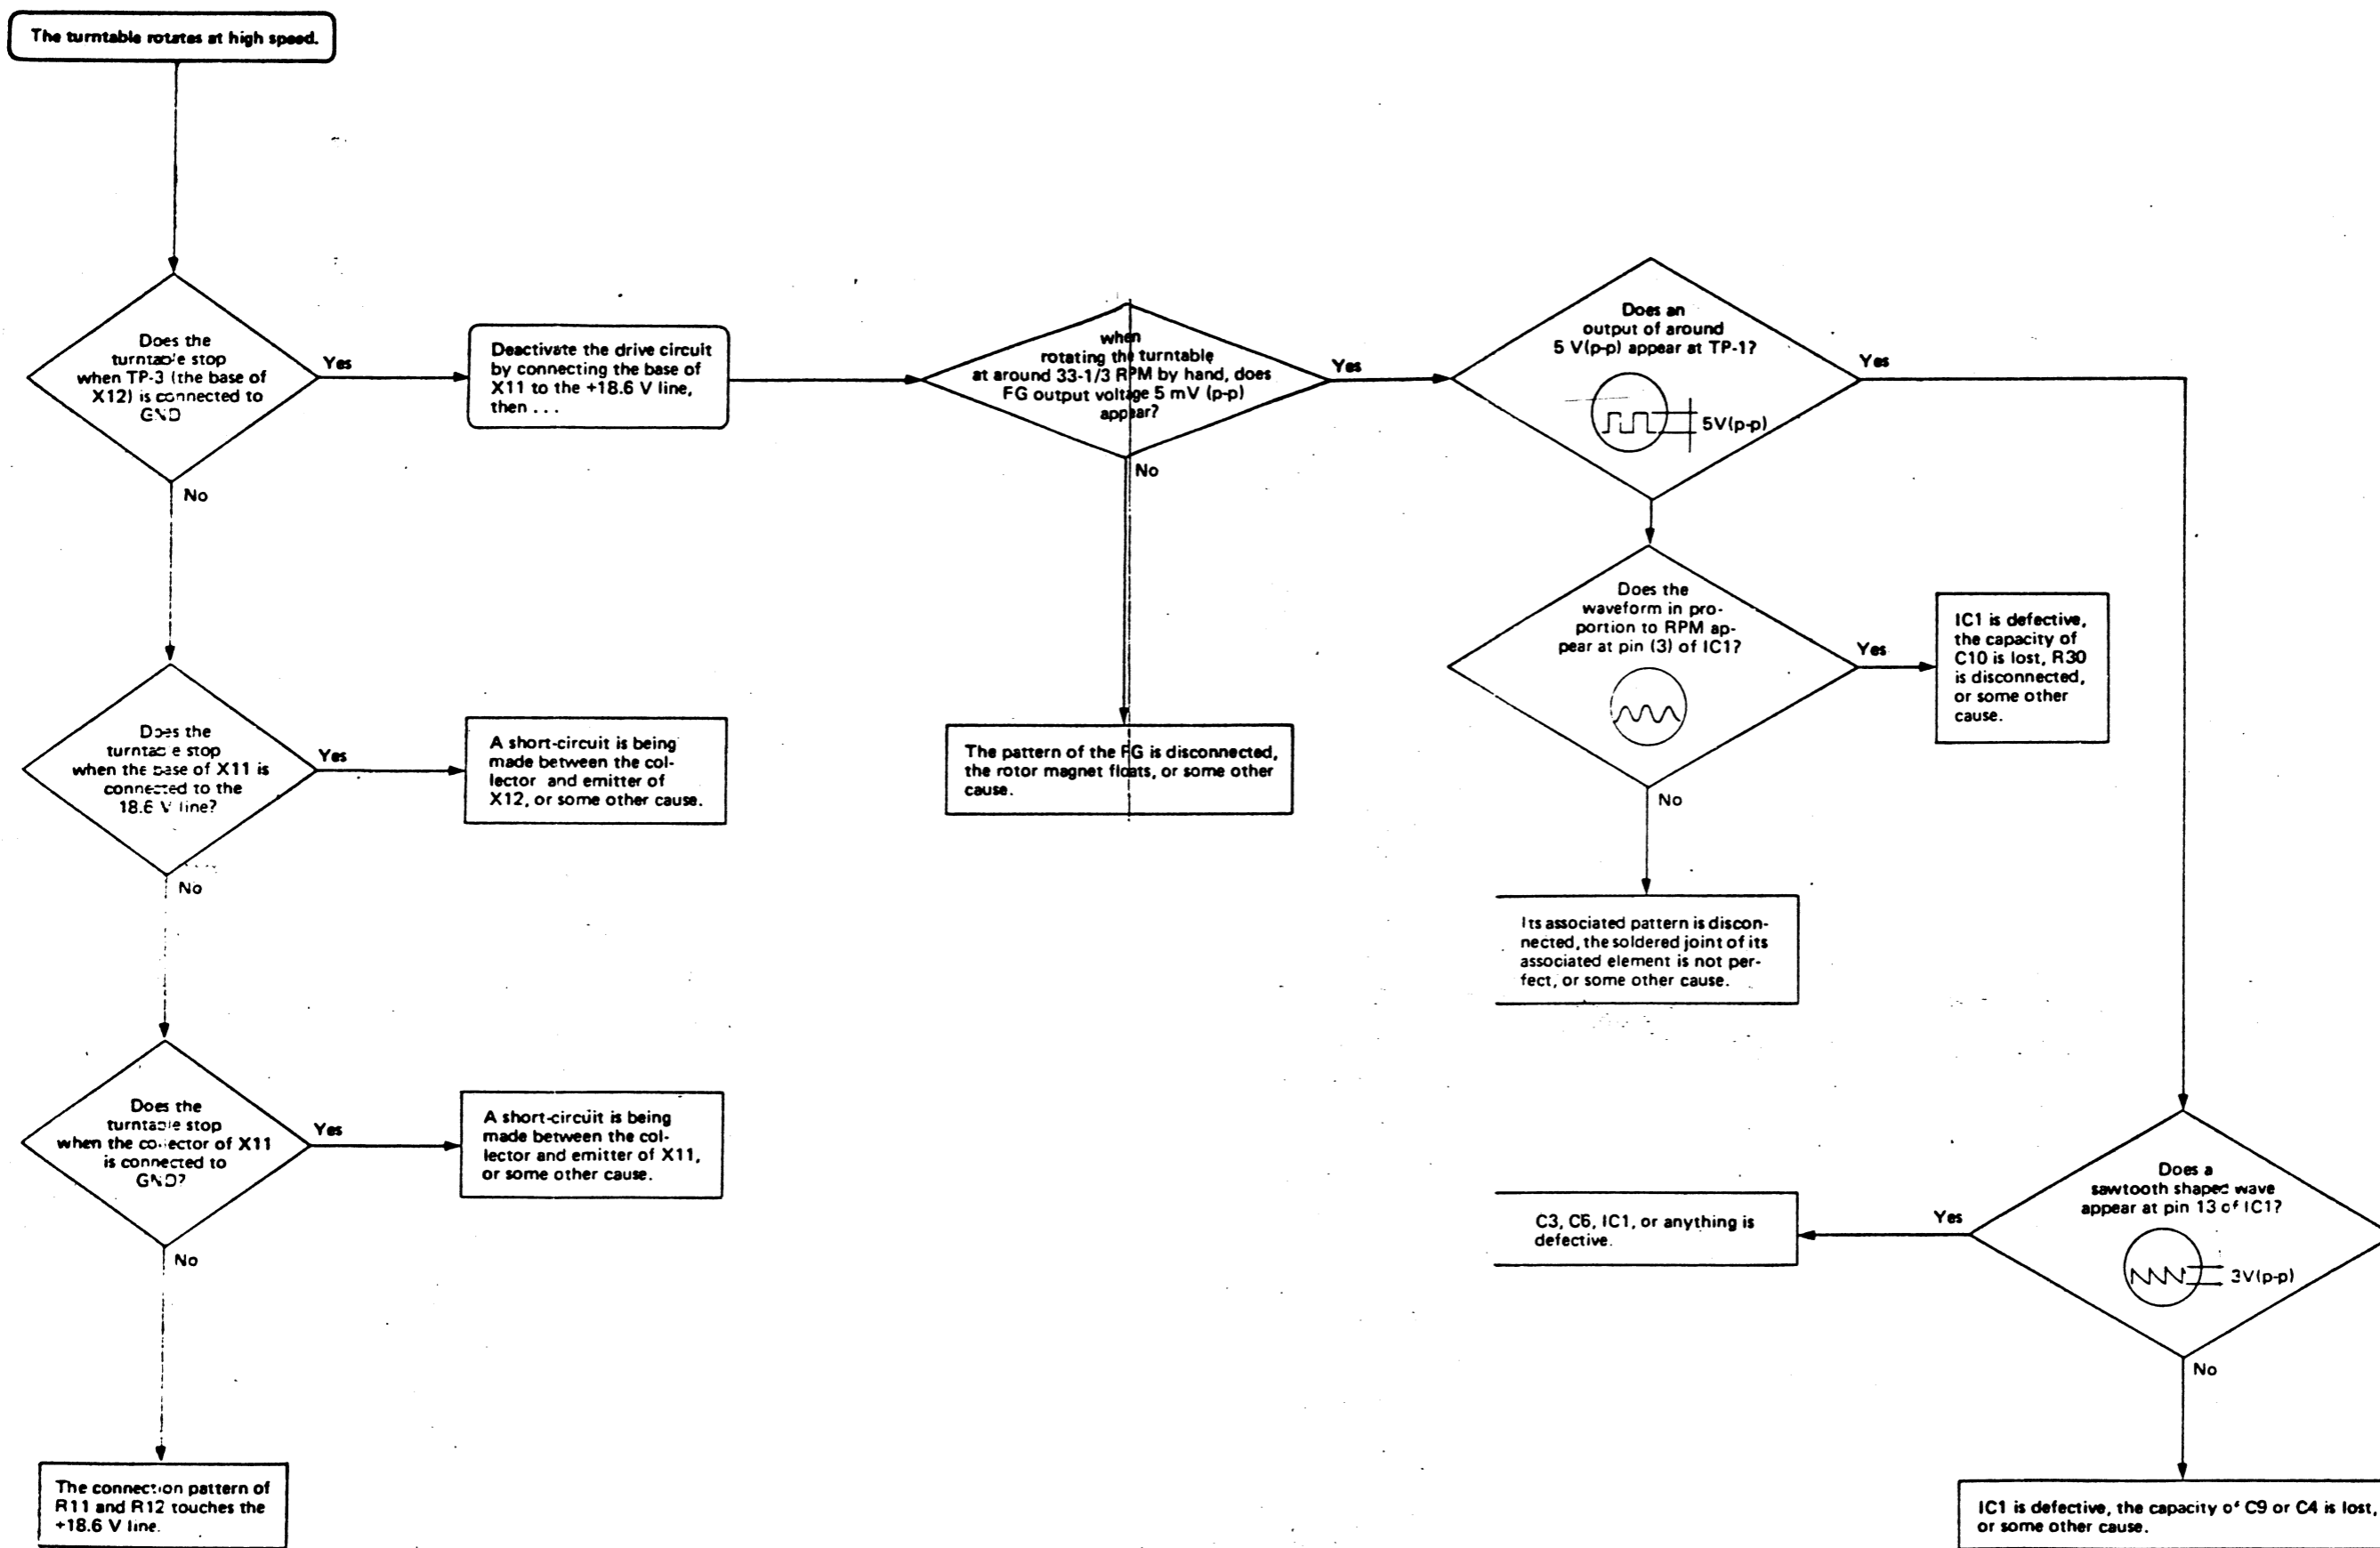 The turntable rotates at high speed.
Does the
turntable stop
when TP-3 (the base of
X12) is connected to
GND
Yes
No
Deactivate the drive circuit
by connecting the base of
X11 to the +18.6 V line,
then ...
when
rotating the turntable
at around 33-1/3 RPM by hand, does
FG output voltage 5 mV (p-p)
appear?
Yes
No
Does an
output of around
5 V(p-p) appear at TP-1?
5V(p-p)
Yes
Does the
waveform in pro-
portion to RPM ap-
pear at pin (3) of IC1?
Yes
No
IC1 is defective,
the capacity of
C10 is lost, R30
is disconnected,
or some other
cause.
Does the
turntable stop
when the base of X11 is
connected to the
18.6 V line?
Yes
No
A short-circuit is being
made between the col-
lector and emitter of
X12, or some other cause.
The pattern of the FG is disconnected,
the rotor magnet floats, or some other
cause.
Its associated pattern is discon-
nected, the soldered joint of its
associated element is not per-
fect, or some other cause.
Does the
turntable stop
when the collector of X11
is connected to
GND?
Yes
No
A short-circuit is being
made between the col-
lector and emitter of X11,
or some other cause.
Does a
sawtooth shaped wave
appear at pin 13 of IC1?
3V(p-p)
Yes
No
C3, C6, IC1, or anything is
defective.
The connection pattern of
R11 and R12 touches the
+18.6 V line.
IC1 is defective, the capacity of C9 or C4 is lost,
or some other cause.